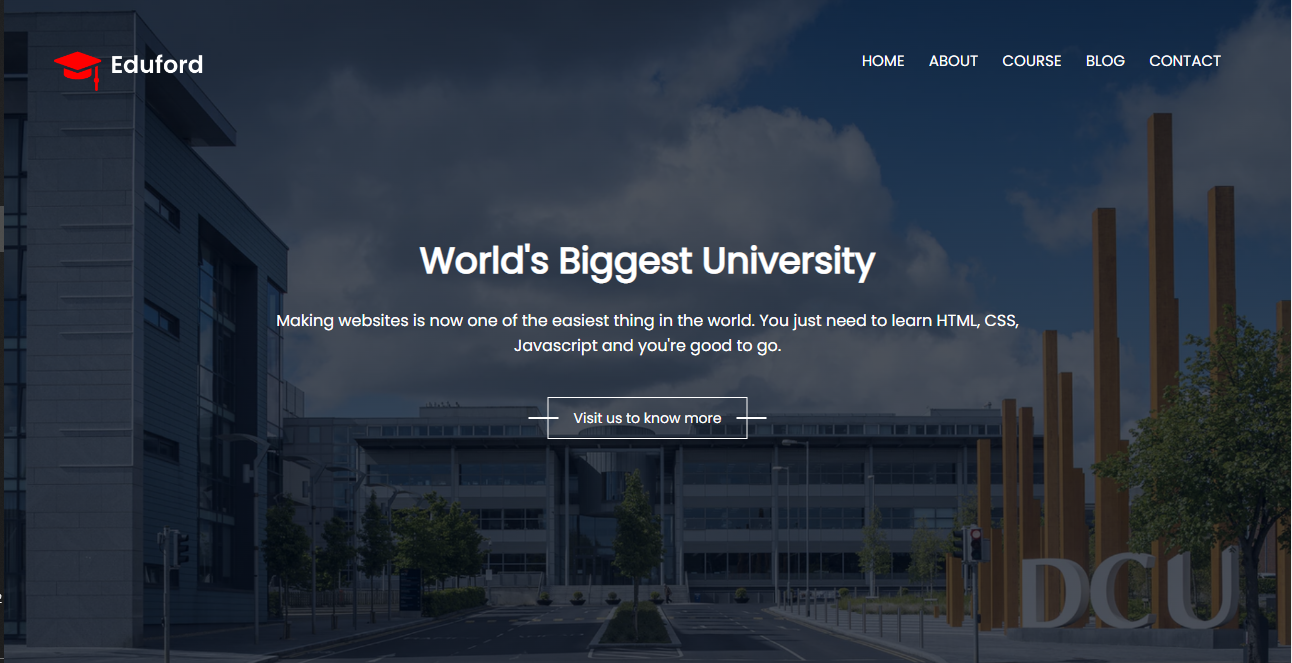 Eduford
HOME ABOUT COURSE BLOG CONTACT
World's Biggest University
Making websites is now one of the easiest thing in the world. You just need to learn HTML, CSS,
Javascript and you're good to go.
Visit us to know more
DCU